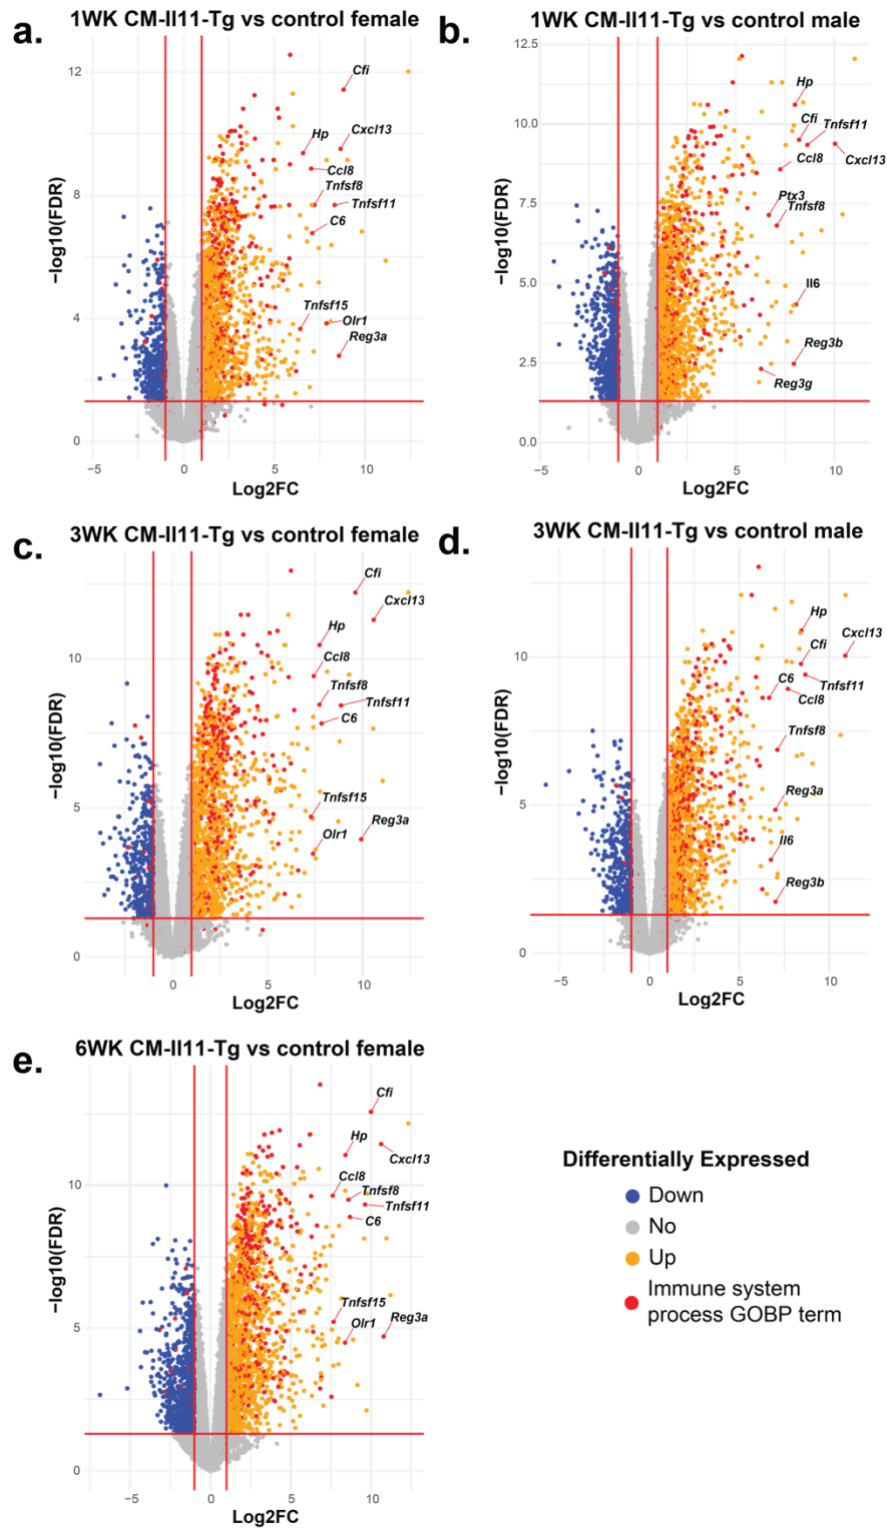 a.
1WK CM-Il11-Tg vs control female
−log10(FDR)
12
8
4
0
Cfi
Hp
Cxcl13
Ccl8
Tnfsf8
Tnfsf11
C6
Tnfsf15
Olr1
Reg3a
−5
0
5
10
Log2FC
b.
1WK CM-Il11-Tg vs control male
−log10(FDR)
12.5
10.0
7.5
5.0
2.5
0.0
Hp
Cfi
Tnfsf11
Ccl8
Cxcl13
Ptx3
Tnfsf8
Il6
Reg3b
Reg3g
−5
0
5
10
Log2FC
c.
3WK CM-Il11-Tg vs control female
−log10(FDR)
10
5
0
Cfi
Cxcl13
Hp
Ccl8
Tnfsf8
Tnfsf11
C6
Tnfsf15
Reg3a
Olr1
0
5
10
Log2FC
d.
3WK CM-Il11-Tg vs control male
−log10(FDR)
10
5
0
Hp
Cxcl13
Cfi
C6
Tnfsf11
Ccl8
Tnfsf8
Reg3a
Il6
Reg3b
−5
0
5
10
Log2FC
e.
6WK CM-Il11-Tg vs control female
−log10(FDR)
10
5
0
Cfi
Hp
Cxcl13
Ccl8
Tnfsf8
Tnfsf11
C6
Tnfsf15
Reg3a
Olr1
−5
0
5
10
Log2FC
Differentially Expressed
Down
No
Up
Immune system
process GOBP term